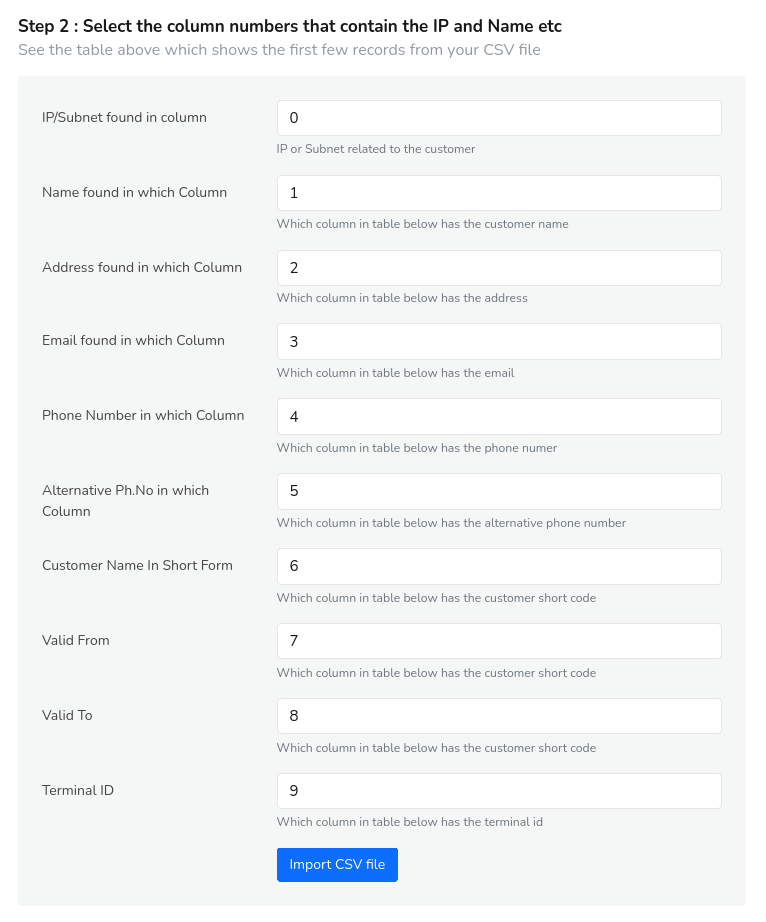 Step 2 : Select the column numbers that contain the IP and Name etc
See the table above which shows the first few records from your CSV file
IP/Subnet found in column
0
IP or Subnet related to the customer
Name found in which Column
1
Which column in table below has the customer name
Address found in which Column
2
Which column in table below has the address
Email found in which Column
3
Which column in table below has the email
Phone Number in which Column
4
Which column in table below has the phone numer
Alternative Ph.No in which
Column
5
Which column in table below has the alternative phone number
Customer Name In Short Form
6
Which column in table below has the customer short code
Valid From
7
Which column in table below has the customer short code
Valid To
8
Which column in table below has the customer short code
Terminal ID
9
Which column in table below has the terminal id
Import CSV file